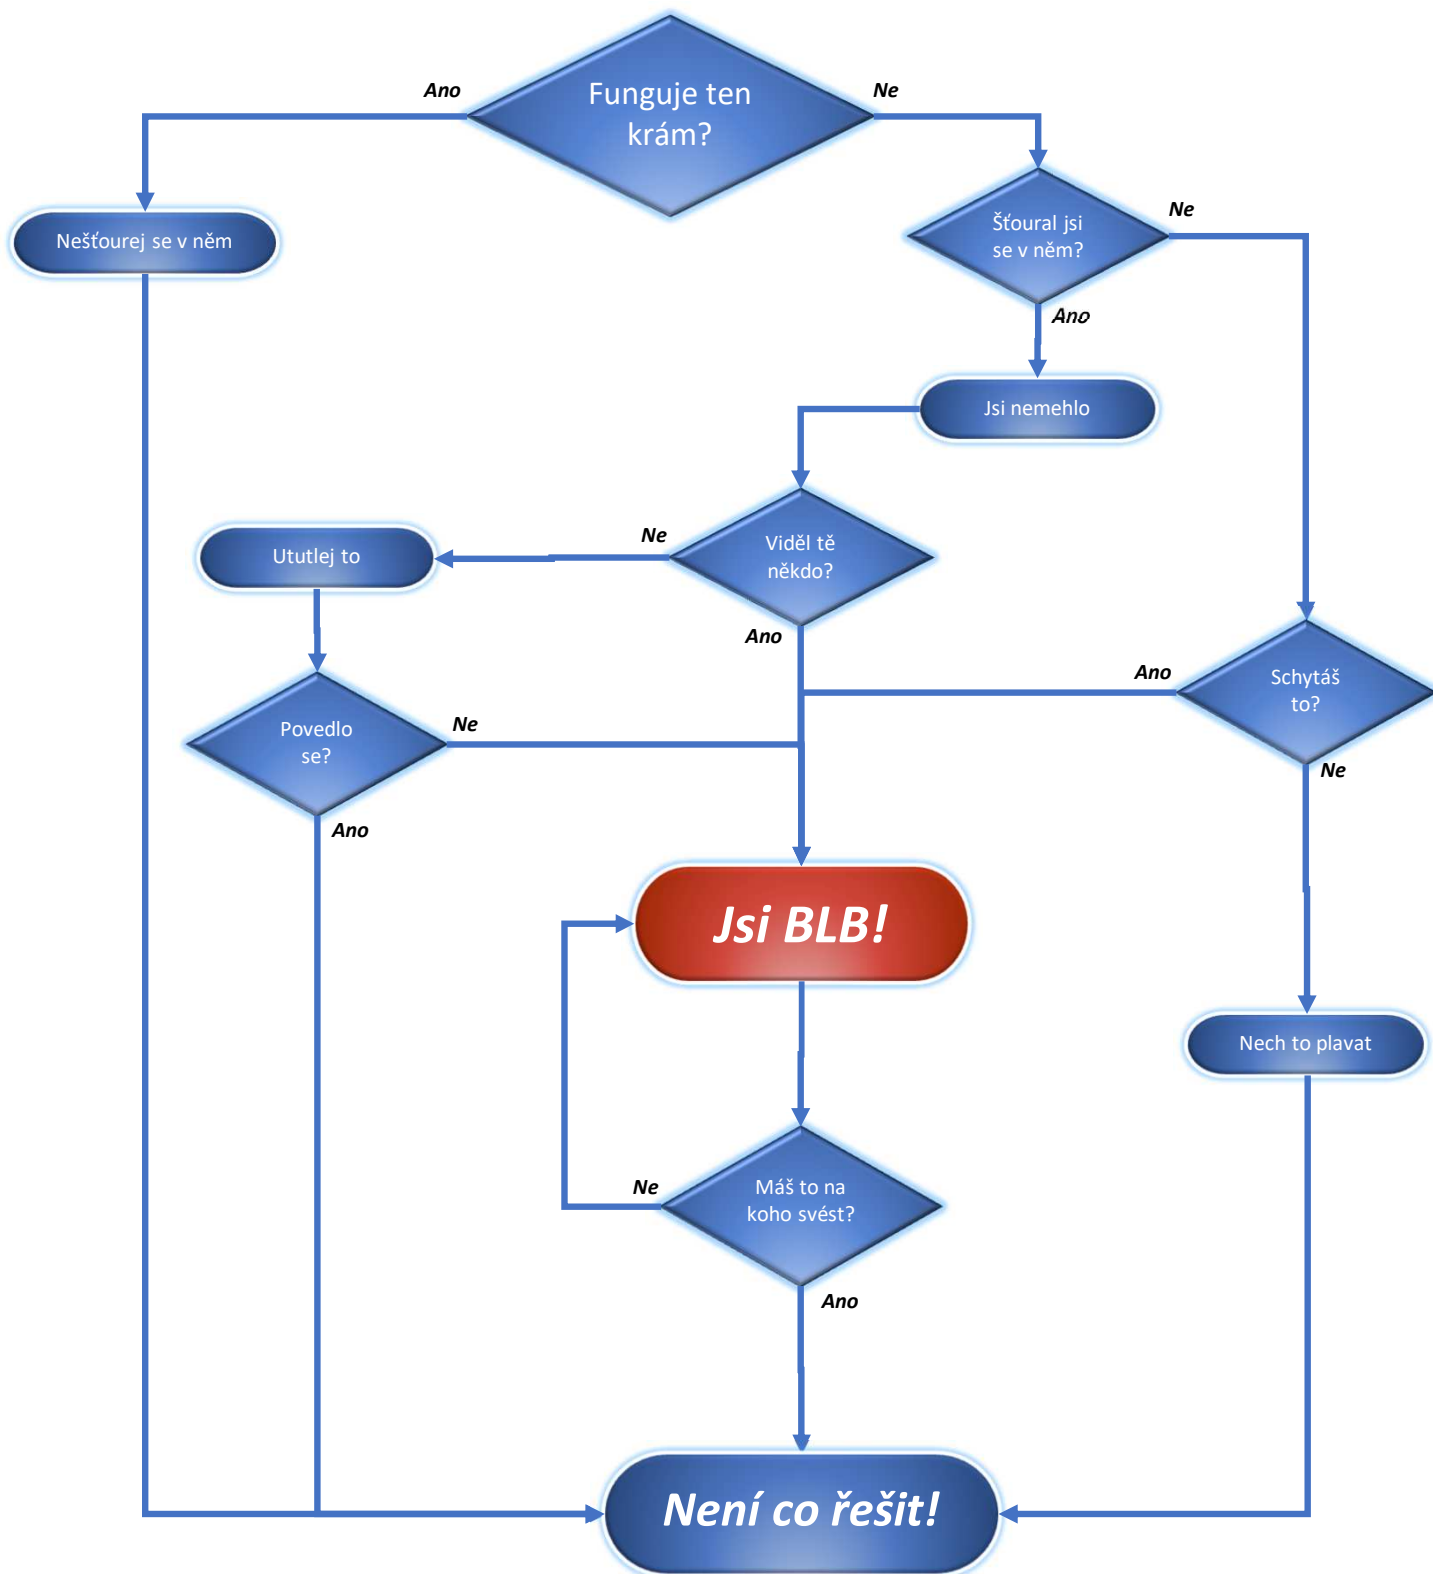 Ano
Funguje ten
krám?
Ne
Nešťourej se v něm
Šťoural jsi
se v něm?
Ne
Ano
Jsi nemehlo
Ututlej to
Ne
Viděl tě
někdo?
Ano
Ano
Schytáš
to?
Ne
Povedlo
se?
Ne
Ano
Jsi BLB!
Nech to plavat
Ne
Máš to na
koho svést?
Ano
Není co řešit!